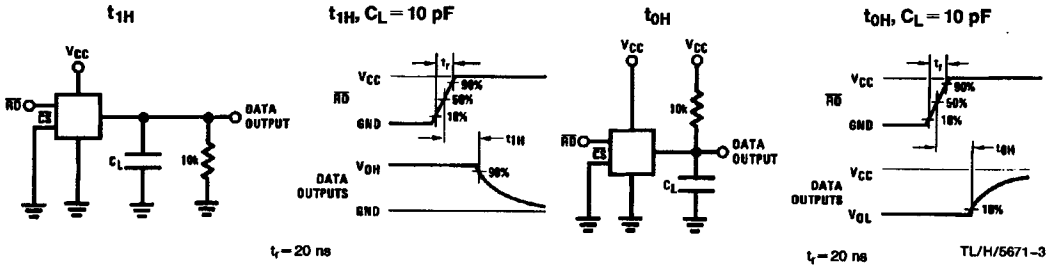 t1H
t1H, CL = 10 pF
t0H
t0H, CL = 10 pF
VCC
RD
CS
DATA
OUTPUT
CL
10k
tr
VCC
90%
RD
50%
10%
GND
t1H
VOH
90%
DATA
OUTPUTS
GND
tr = 20 ns
VCC
VCC
10k
RD
CS
DATA
OUTPUT
CL
tr
VCC
90%
RD
50%
10%
GND
t0H
VCC
DATA
OUTPUTS
VOL
10%
tr = 20 ns
TL/H/5671-3